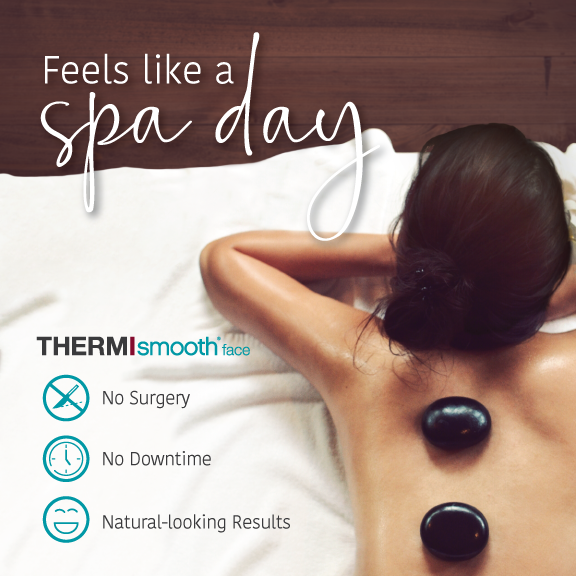 Feels like a
spa day
THERMIsmooth® face
No Surgery
No Downtime
Natural-looking Results